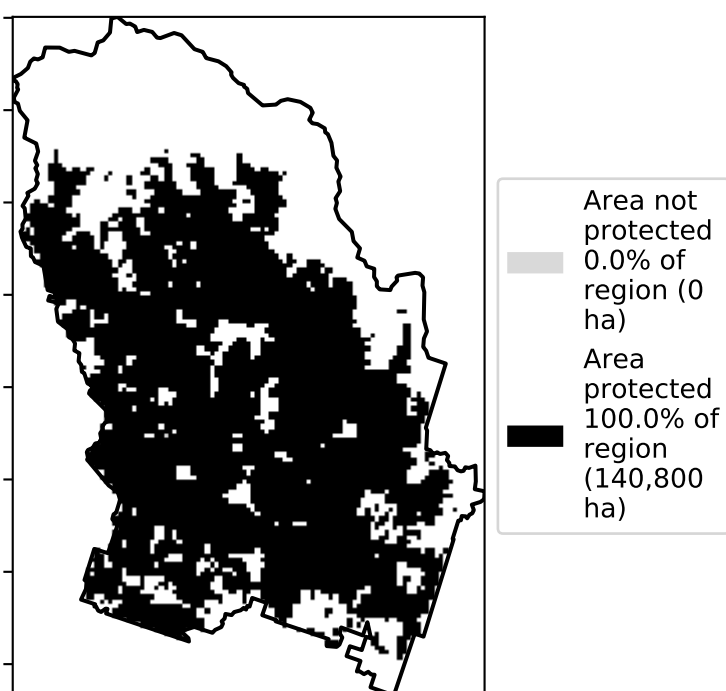 Area not
protected
0.0% of
region (0
ha)
Area
protected
100.0% of
region
(140,800
ha)